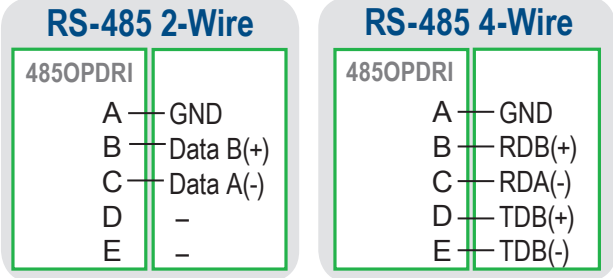 RS-485 2-Wire
485OPDRI
A GND
B Data B(+)
C Data A(-)
D –
E –
RS-485 4-Wire
485OPDRI
A GND
B RDB(+)
C RDA(-)
D TDB(+)
E TDB(-)